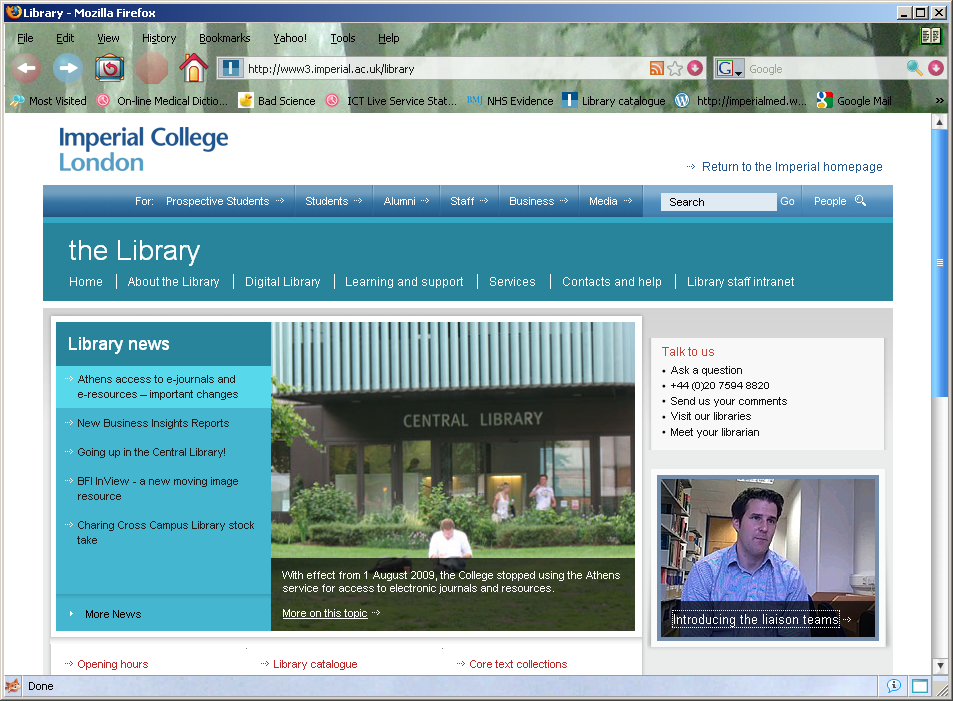 Library - Mozilla Firefox
File Edit View History Bookmarks Yahoo! Tools Help
http://www3.imperial.ac.uk/library
G Google
Most Visited On-line Medical Dictio... Bad Science ICT Live Service Stat... BMJ NHS Evidence Library catalogue http://imperialmed.w... Google Mail »
Imperial College
London
Return to the Imperial homepage
For: Prospective Students Students Alumni Staff Business Media Search Go People
the Library
Home About the Library Digital Library Learning and support Services Contacts and help Library staff intranet
Library news
Athens access to e-journals and
e-resources – important changes
New Business Insights Reports
Going up in the Central Library!
BFI InView - a new moving image
resource
Charing Cross Campus Library stock
take
More News
CENTRAL LIBRARY
With effect from 1 August 2009, the College stopped using the Athens
service for access to electronic journals and resources.
More on this topic
Talk to us
• Ask a question
• +44 (0)20 7594 8820
• Send us your comments
• Visit our libraries
• Meet your librarian
Introducing the liaison teams
Opening hours Library catalogue Core text collections
Done